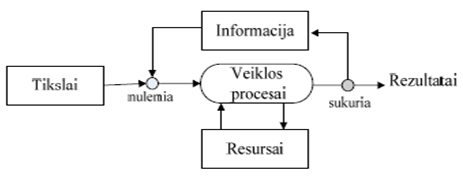 Informacija
Tikslai
nulemia
Veiklos
procesai
sukuria
Rezultatai
Resursai